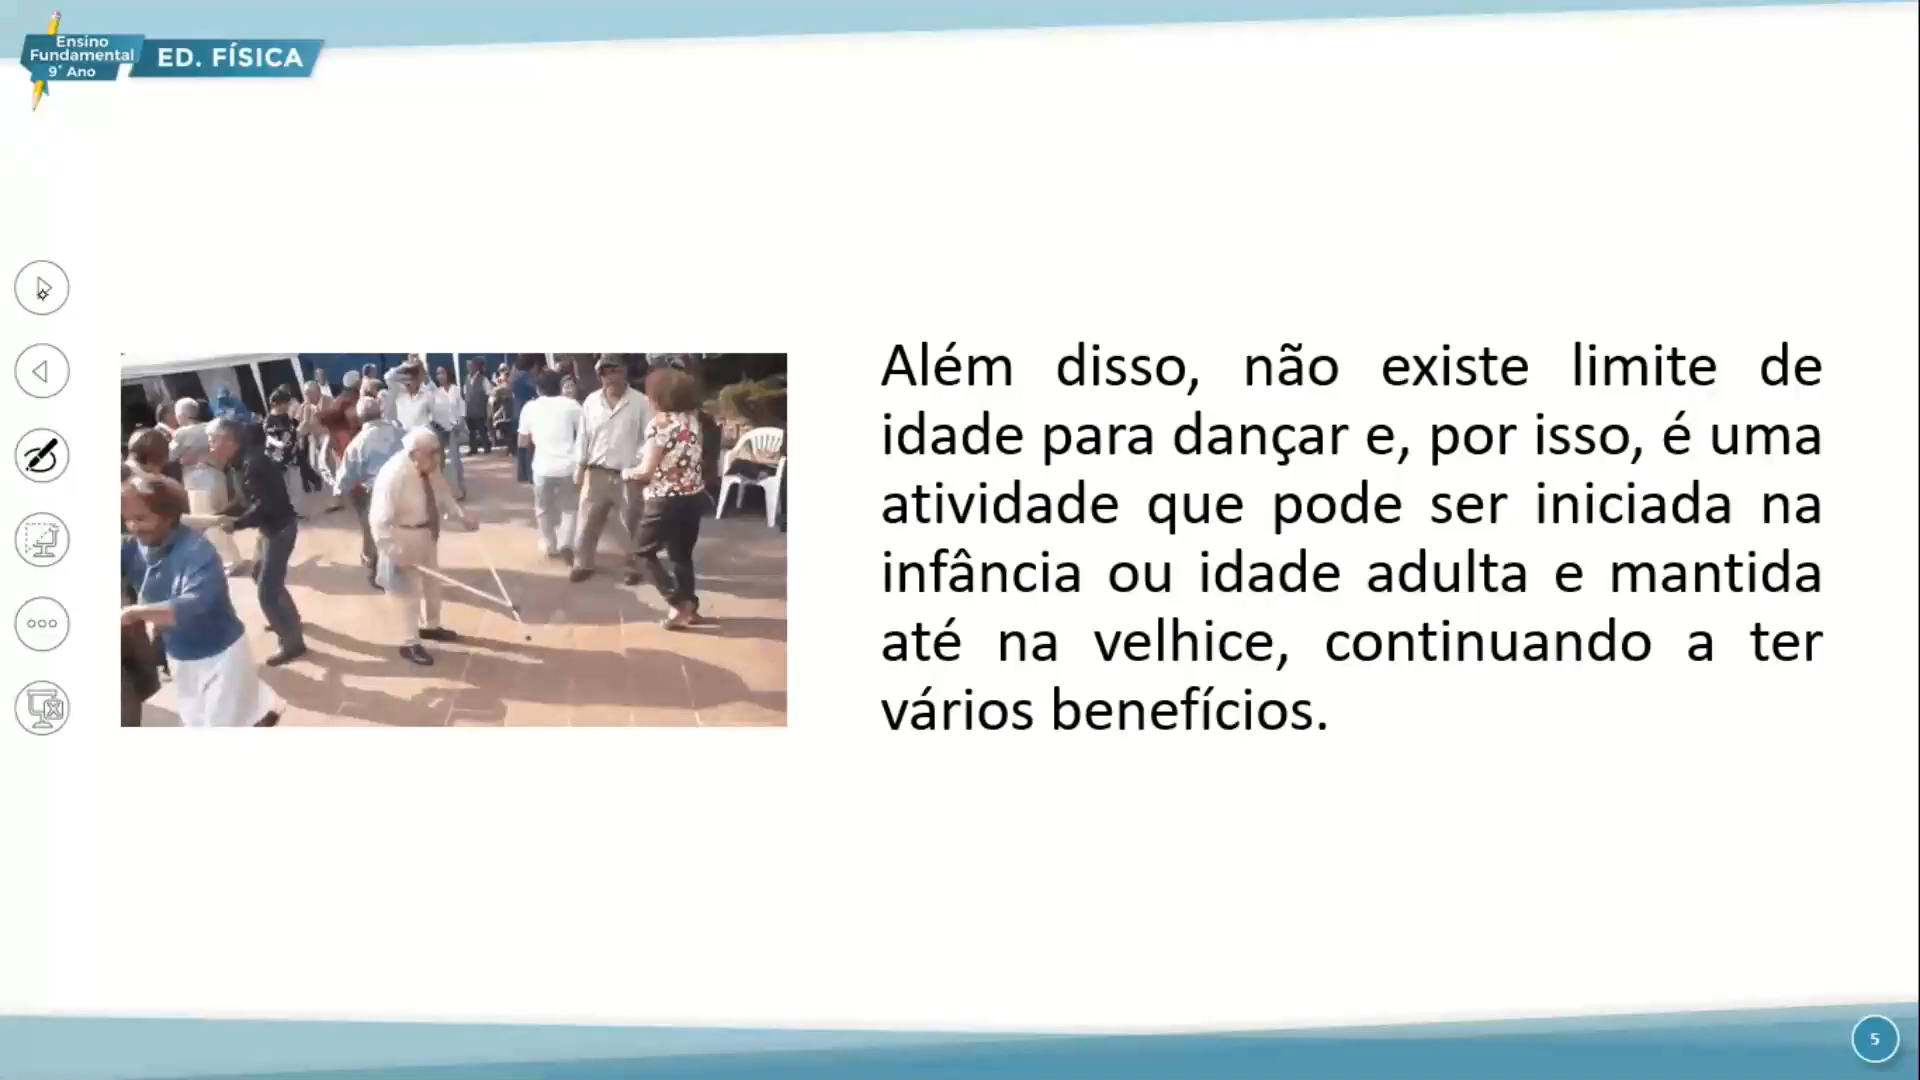 Ensino
Fundamental
9° Ano
ED. FÍSICA
Além disso, não existe limite de
idade para dançar e, por isso, é uma
atividade que pode ser iniciada na
infância ou idade adulta e mantida
até na velhice, continuando a ter
vários benefícios.
5